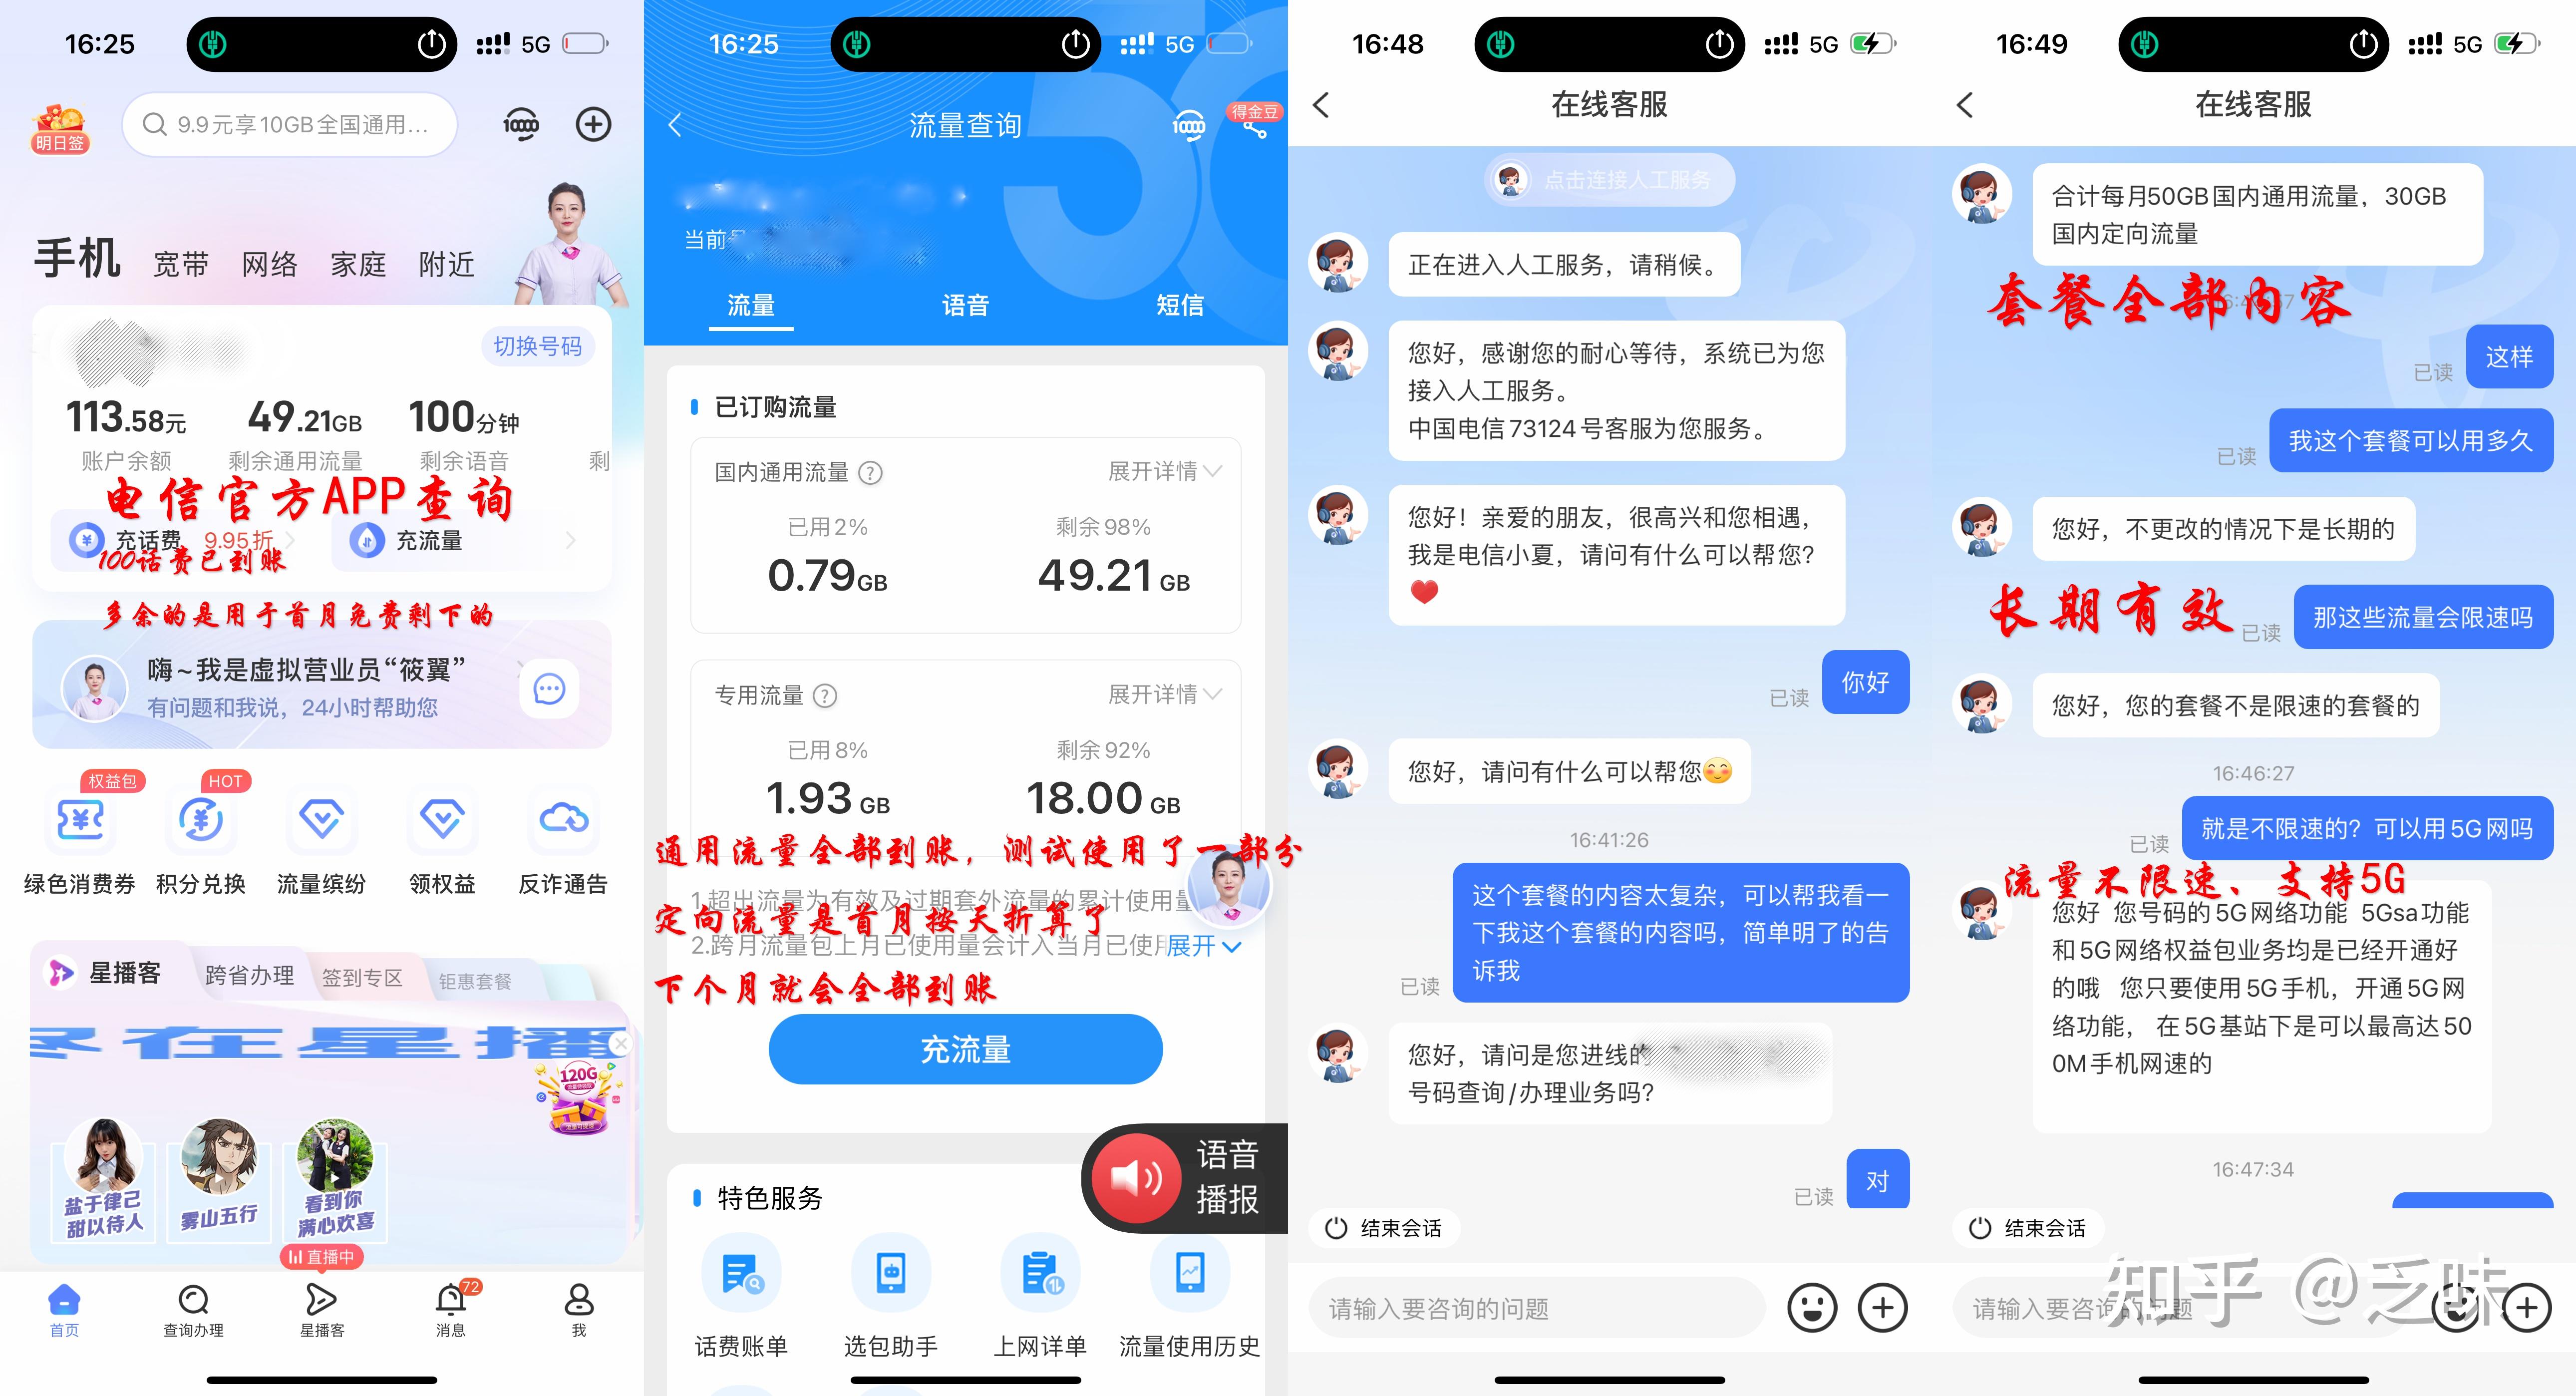 16:25
5G
明日签
9.9元享10GB全国通用...
1000
手机 宽带 网络 家庭 附近
切换号码
113.58元 49.21GB 100分钟
账户余额 剩余通用流量 剩余语音 剩
电信官方APP查询
充话费 9.95折 充流量
100话费已到账
多余的是用于首月免费剩下的
嗨~我是虚拟营业员“筱翼”
有问题和我说，24小时帮助您
权益包 HOT
绿色消费券 积分兑换 流量缤纷 领权益 反诈通告
星播客 跨省办理 签到专区 钜惠套餐
在星播
120G
盐于律己
甜以待人
雾山五行
看到你
满心欢喜
直播中
72
首页 查询办理 星播客 消息 我
16:25
5G
流量查询
1000
得金豆
当前
流量 语音 短信
已订购流量
国内通用流量 ? 展开详情
已用2% 剩余98%
0.79GB 49.21GB
专用流量 ? 展开详情
已用8% 剩余92%
1.93GB 18.00GB
通用流量全部到账，测试使用了一部分
1.超出流量为有效及过期套外流量的累计使用量
定向流量是首月按天折算了
2.跨月流量包上月已使用量会计入当月已使用
展开
下个月就会全部到账
充流量
语音
播报
特色服务
话费账单 选包助手 上网详单 流量使用历史
16:48
5G
在线客服
点击连接人工服务
正在进入人工服务，请稍候。
您好，感谢您的耐心等待，系统已为您
接入人工服务。
中国电信73124号客服为您服务。
您好！亲爱的朋友，很高兴和您相遇，
我是电信小夏，请问有什么可以帮您?
❤️
已读 你好
您好，请问有什么可以帮您😊
16:41:26
这个套餐的内容太复杂，可以帮我看一
下我这个套餐的内容吗，简单明了的告
诉我
已读
您好，请问是您进线的
号码查询/办理业务吗?
已读 对
结束会话
请输入要咨询的问题
16:49
5G
在线客服
合计每月50GB国内通用流量，30GB
国内定向流量
套餐全部内容
已读 这样
已读 我这个套餐可以用多久
您好，不更改的情况下是长期的
长期有效
已读 那这些流量会限速吗
您好，您的套餐不是限速的套餐的
16:46:27
已读 就是不限速的？可以用5G网吗
流量不限速、支持5G
您好 您号码的5G网络功能 5Gsa功能
和5G网络权益包业务均是已经开通好
的哦 您只要使用5G手机，开通5G网
络功能，在5G基站下是可以最高达50
0M手机网速的
16:47:34
结束会话
请输入要咨询的问题
知乎 @乏味